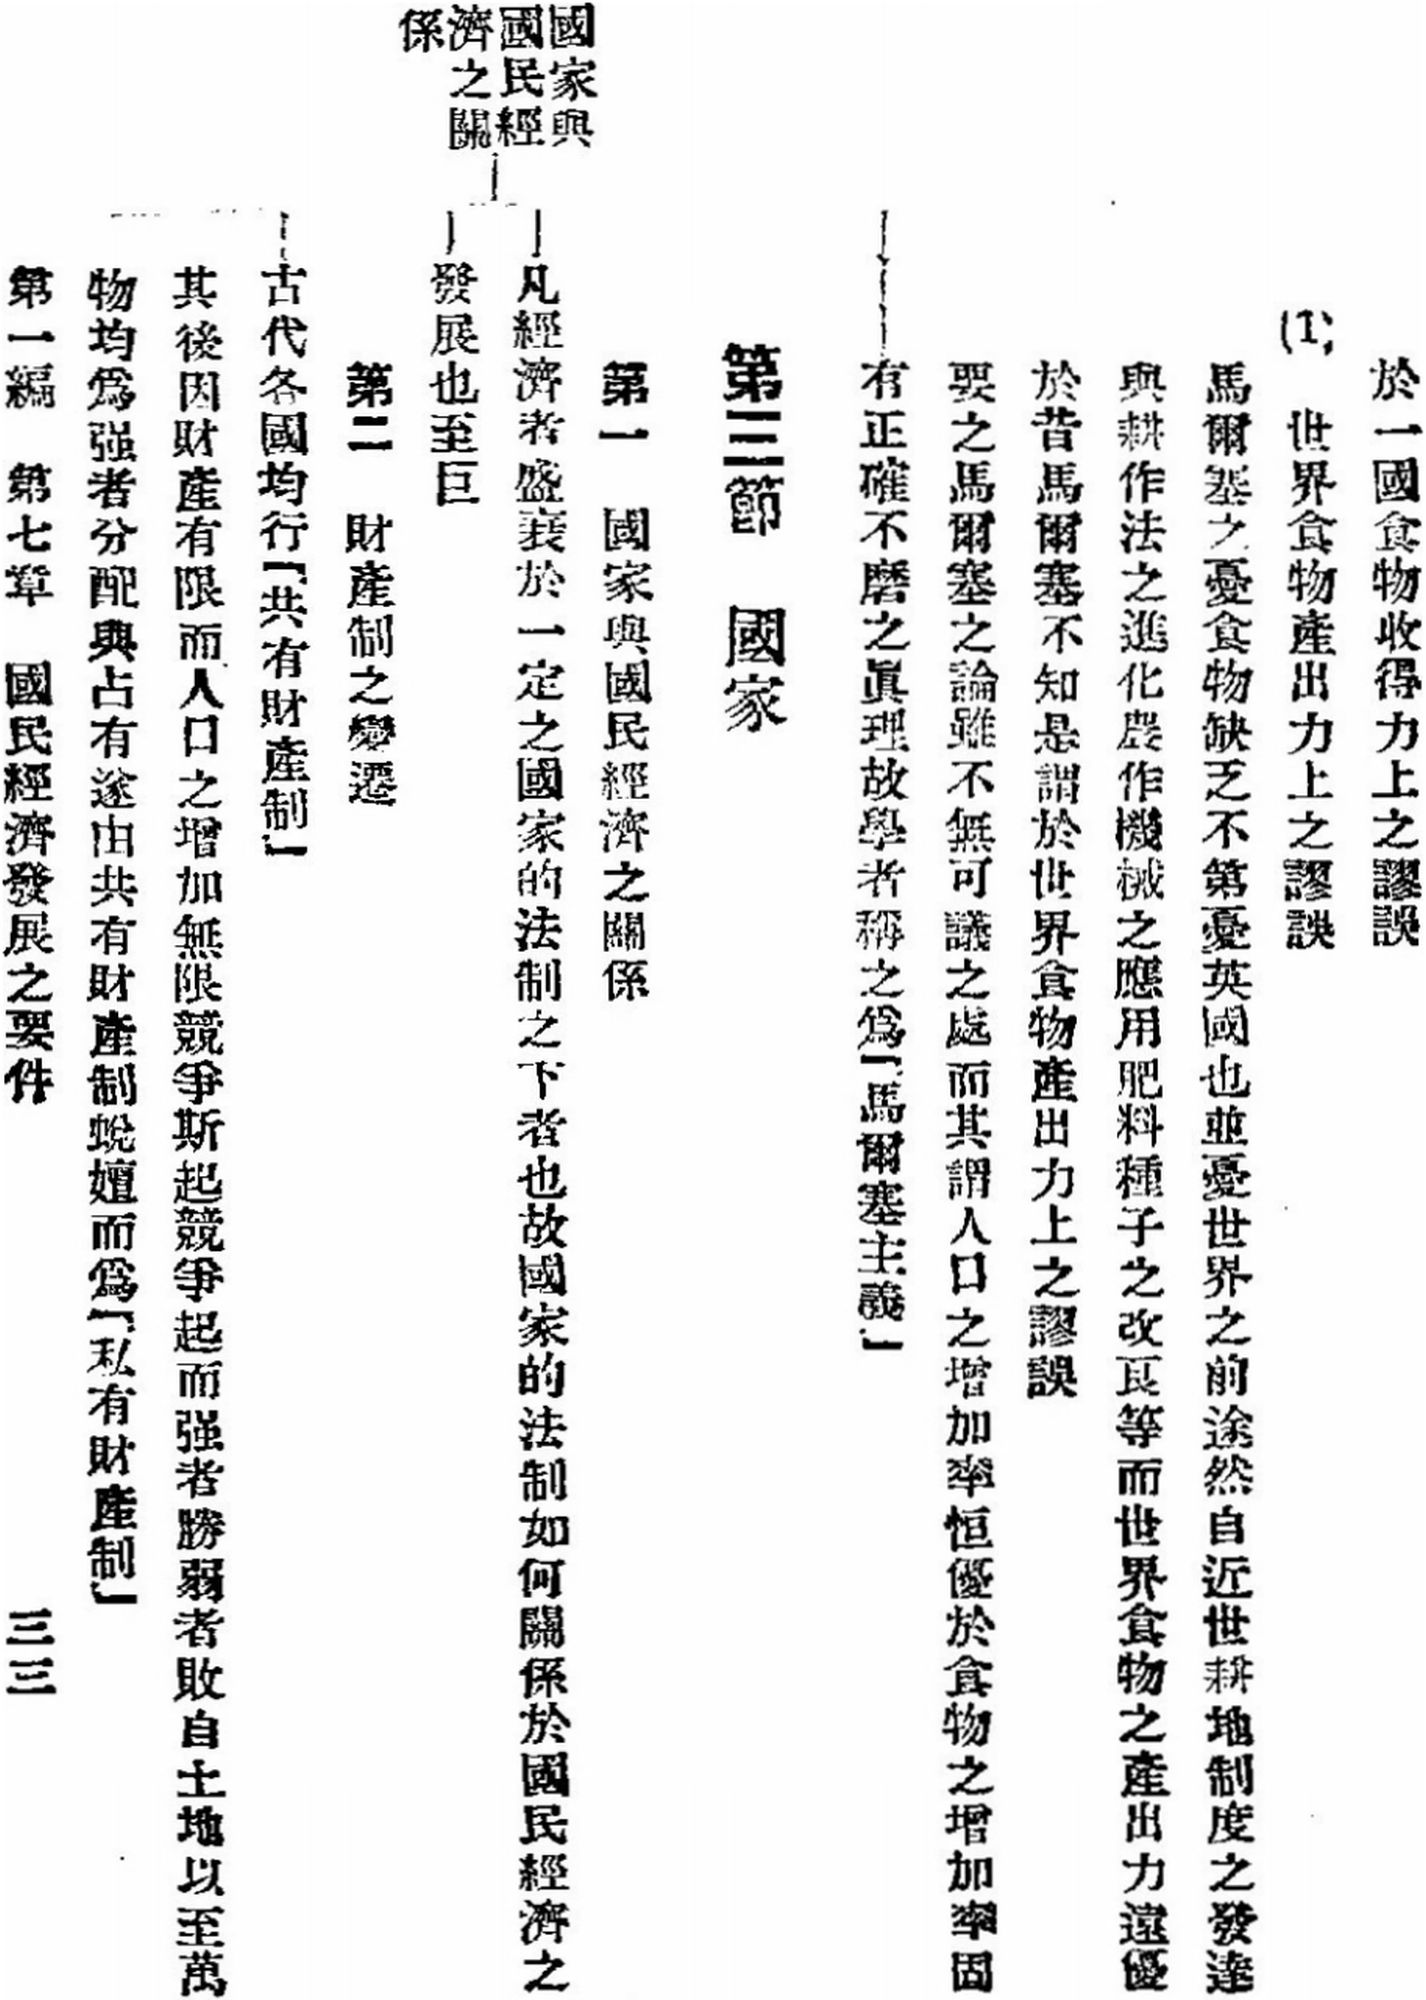 於一國食物收得力上之謬誤
(1) 世界食物產出力上之謬誤
馬爾塞之憂食物缺乏不第憂英國也並憂世界之前途然自近世耕地制度之發達
與耕作法之進化農作機械之應用肥料種子之改良等而世界食物之產出力遠優
於昔馬爾塞不知是謂於世界食物產出力上之謬誤
要之馬爾塞之論雖不無可議之處而其謂人口之增加率恒優於食物之增加率固
有正確不磨之眞理故學者稱之爲「馬爾塞主義」
第三節 國家
第一 國家與國民經濟之關係
國家與
國民經
濟之關
係
凡經濟者盛衰於一定之國家的法制之下者也故國家的法制如何關係於國民經濟之
發展也至巨
第二 財產制之變遷
古代各國均行「共有財產制」
其後因財產有限而人口之增加無限競爭斯起競爭起而强者勝弱者敗自土地以至萬
物均爲强者分配與占有遂由共有財產制蛻嬗而爲「私有財產制」
第一編 第七章 國民經濟發展之要件 三三